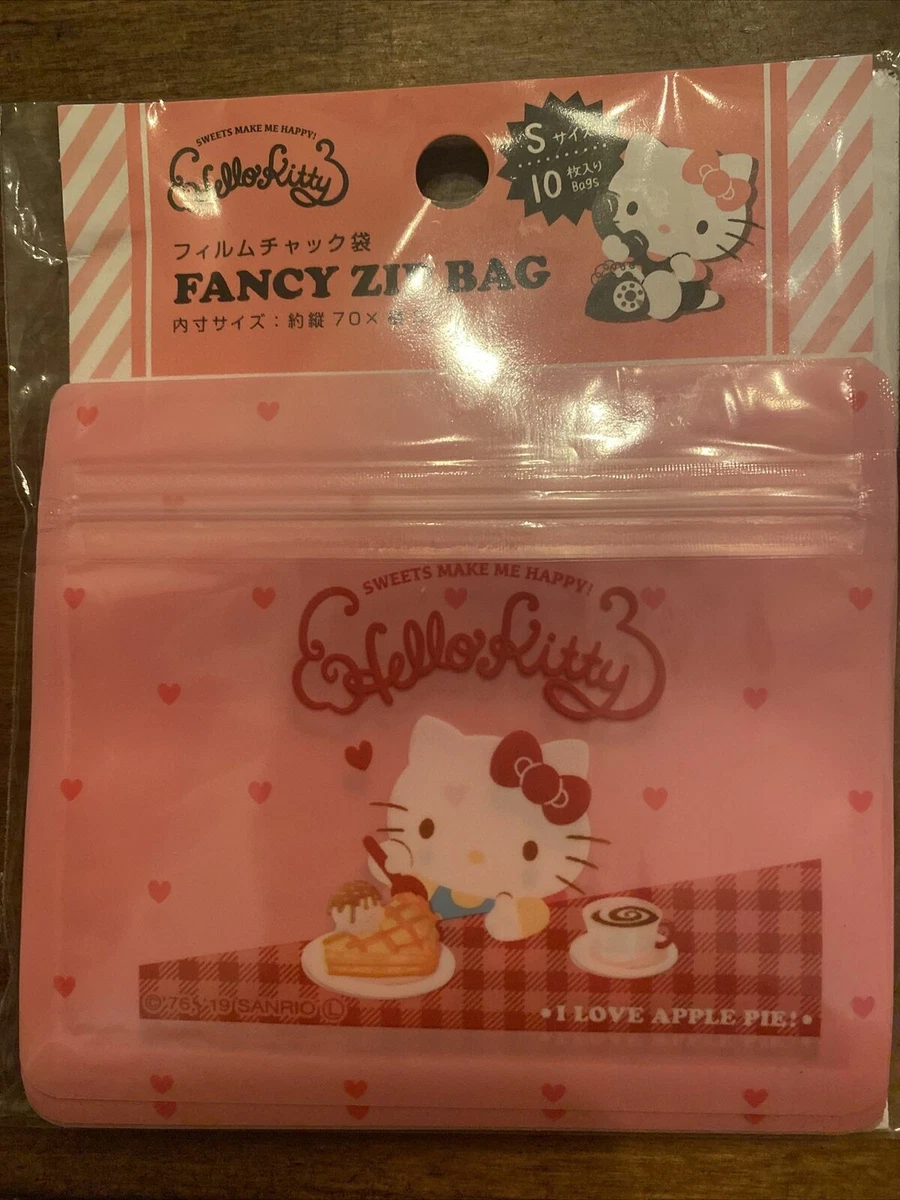 SWEETS MAKE ME HAPPY!
Hello Kitty
S サイズ
10 枚入り
Bags
フィルムチャック袋
FANCY ZIP BAG
内寸サイズ:約縦 70×
SWEETS MAKE ME HAPPY!
Hello Kitty
©'76,'19 SANRIO Ⓛ
•I LOVE APPLE PIE!•